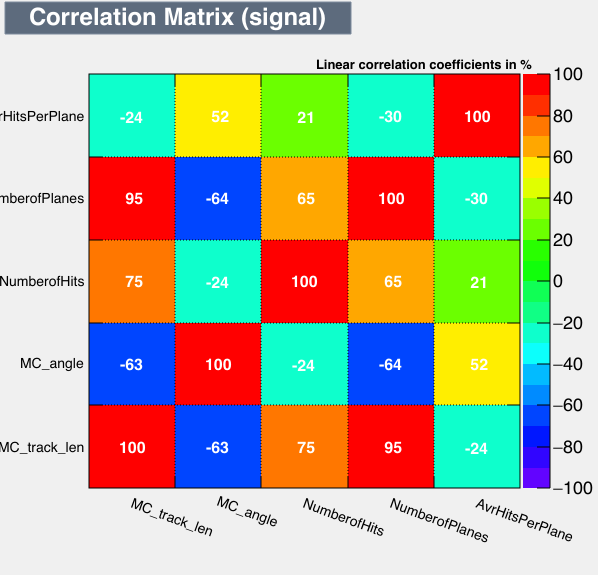 Correlation Matrix (signal)
Linear correlation coefficients in %
rHitsPerPlane -24 52 21 -30 100
mberofPlanes 95 -64 65 100 -30
NumberofHits 75 -24 100 65 21
MC_angle -63 100 -24 -64 52
MC_track_len 100 -63 75 95 -24
MC_track_len MC_angle NumberofHits NumberofPlanes AvrHitsPerPlane
100
80
60
40
20
0
−20
−40
−60
−80
−100